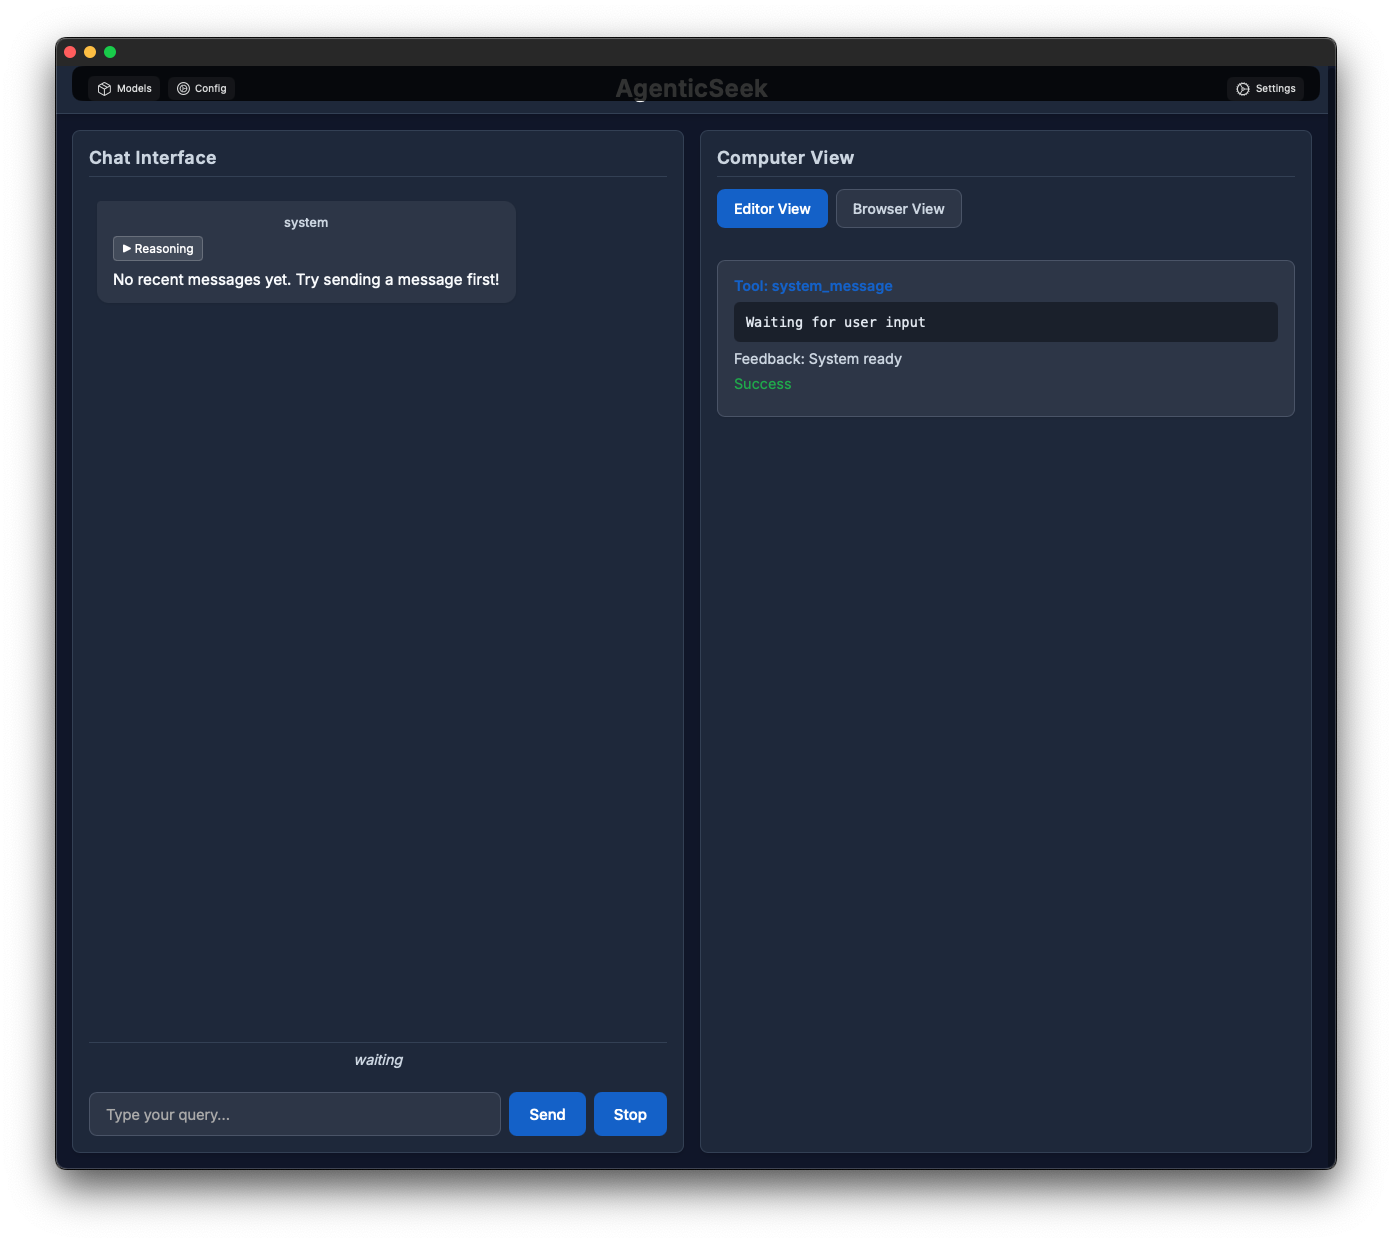 Models
Config
AgenticSeek
Settings
Chat Interface
system
▶ Reasoning
No recent messages yet. Try sending a message first!
waiting
Type your query...
Send
Stop
Computer View
Editor View
Browser View
Tool: system_message
Waiting for user input
Feedback: System ready
Success